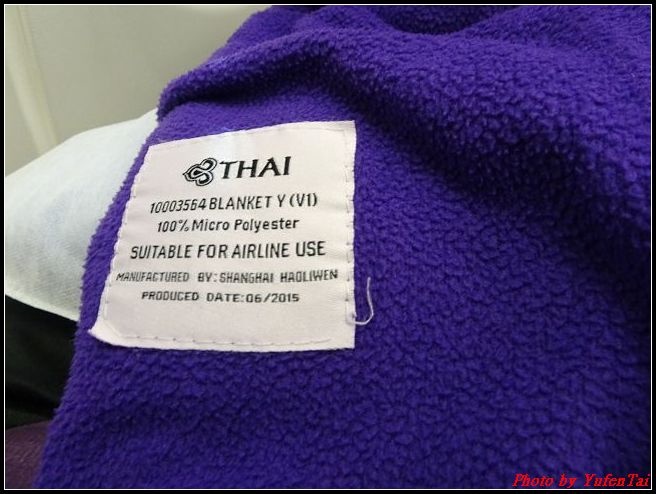 THAI
10003564 BLANKET Y (V1)
100% Micro Polyester
SUITABLE FOR AIRLINE USE
MANUFACTURED BY: SHANGHAI HAOLIWEN
PRODUCED DATE: 06/2015
Photo by YufenTai